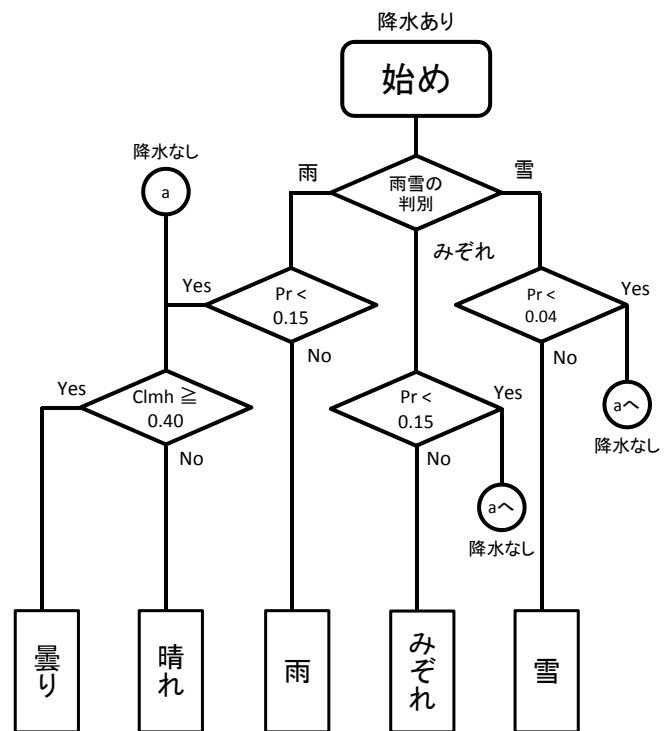 降水あり
始め
降水なし
a
雨
雨雪の
判別
雪
みぞれ
Yes
Pr <
0.15
No
Pr <
0.04
Yes
No
Yes
Clmh ≧
0.40
No
Pr <
0.15
Yes
No
aへ
降水なし
aへ
降水なし
曇り
晴れ
雨
みぞれ
雪